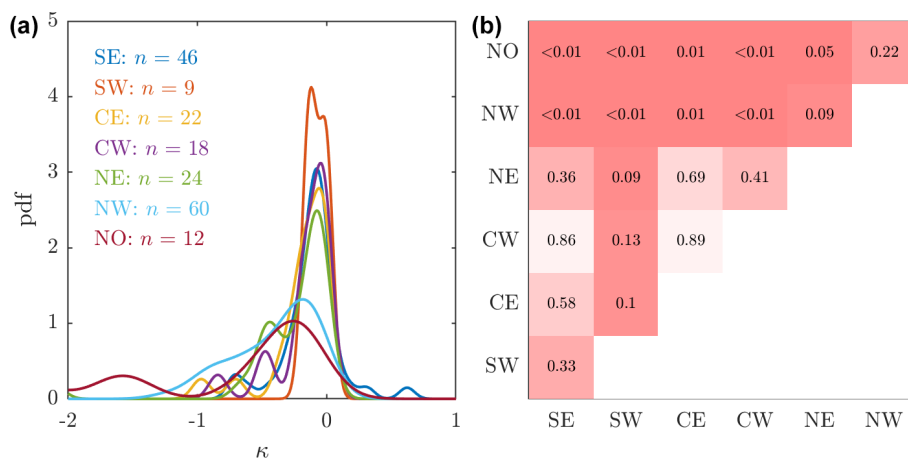 (a)
5
4
3
2
1
0
pdf
SE: n = 46
SW: n = 9
CE: n = 22
CW: n = 18
NE: n = 24
NW: n = 60
NO: n = 12
-2 -1 0 1
κ
(b)
NO <0.01 <0.01 0.01 <0.01 0.05 0.22
NW <0.01 <0.01 0.01 <0.01 0.09
NE 0.36 0.09 0.69 0.41
CW 0.86 0.13 0.89
CE 0.58 0.1
SW 0.33
SE SW CE CW NE NW